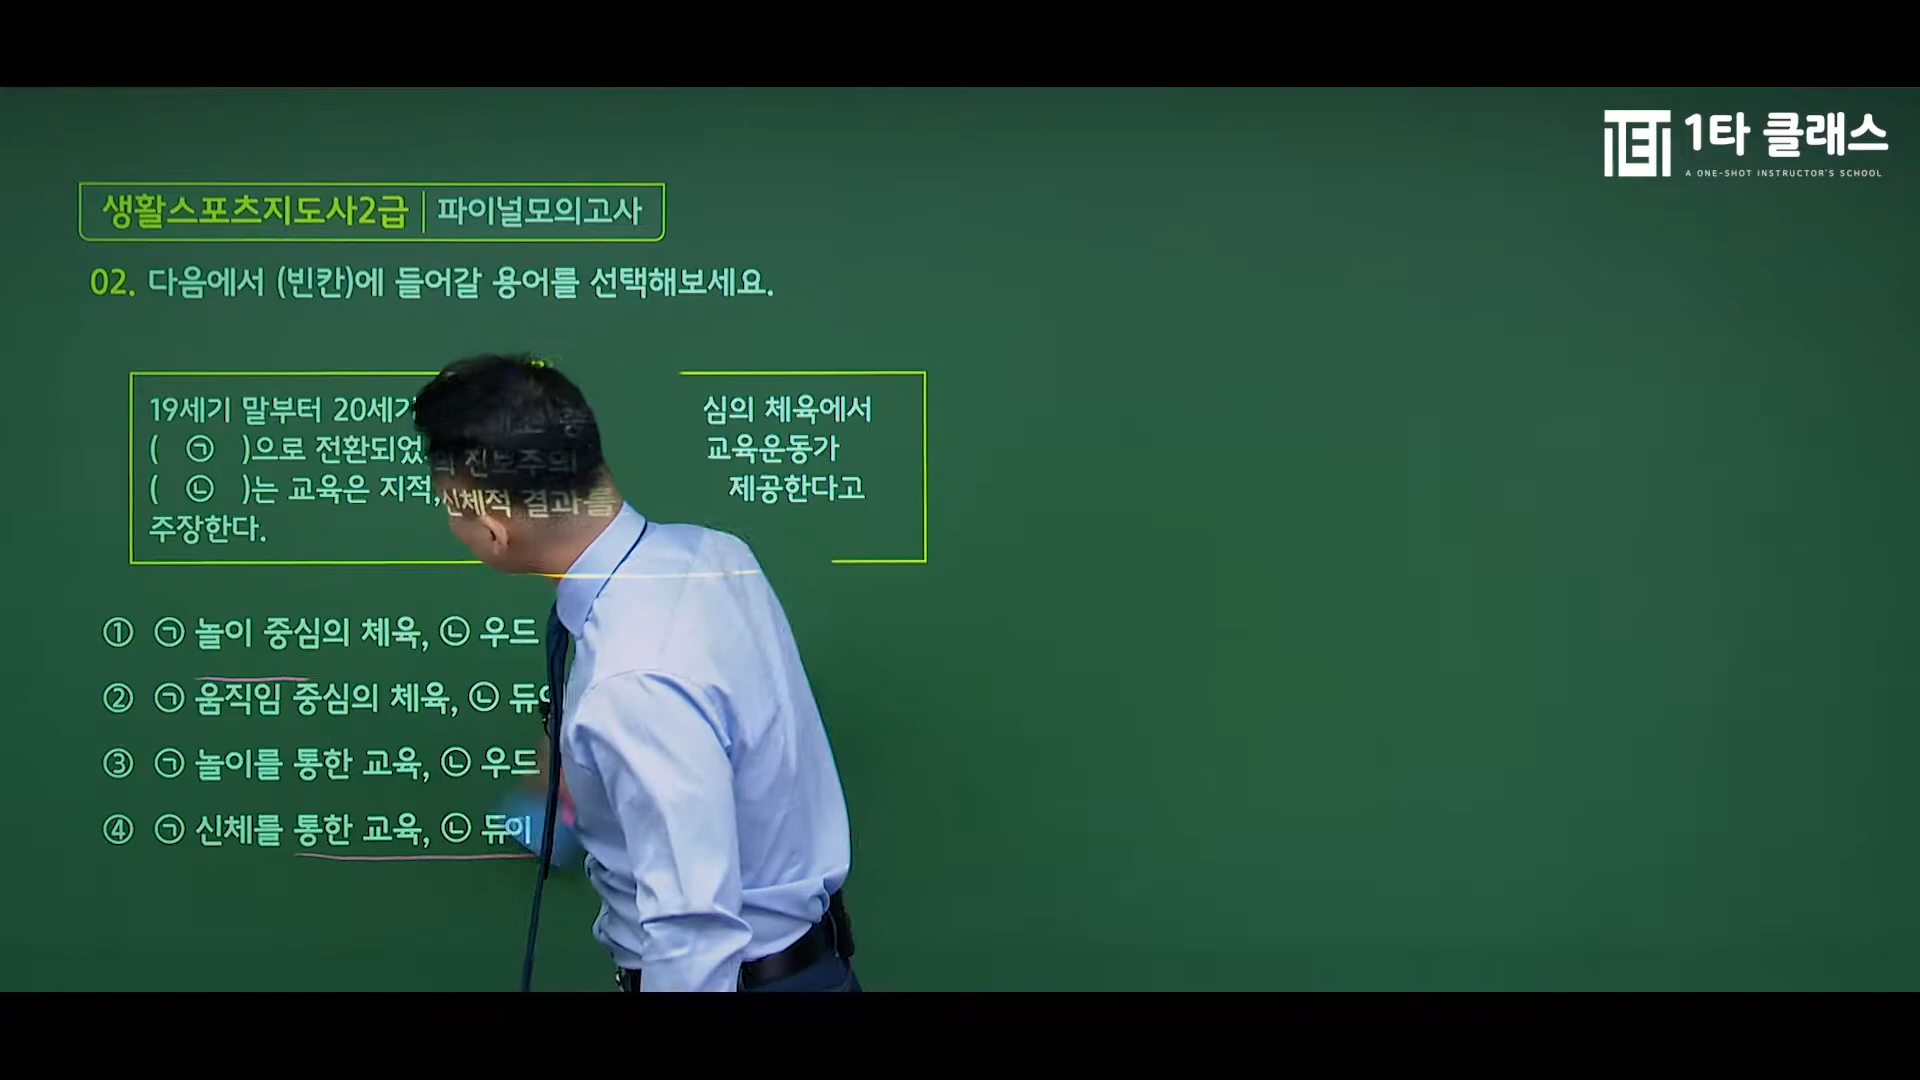 1타 클래스
A ONE-SHOT INSTRUCTOR'S SCHOOL
생활스포츠지도사2급 | 파이널모의고사
02. 다음에서 (빈칸)에 들어갈 용어를 선택해보세요.
19세기 말부터 20세기 심의 체육에서
( ㉠ )으로 전환되었 진보주의 교육운동가
( ㉡ )는 교육은 지적, 신체적 결과를 제공한다고
주장한다.
① ㉠ 놀이 중심의 체육, ㉡ 우드
② ㉠ 움직임 중심의 체육, ㉡ 듀이
③ ㉠ 놀이를 통한 교육, ㉡ 우드
④ ㉠ 신체를 통한 교육, ㉡ 듀이